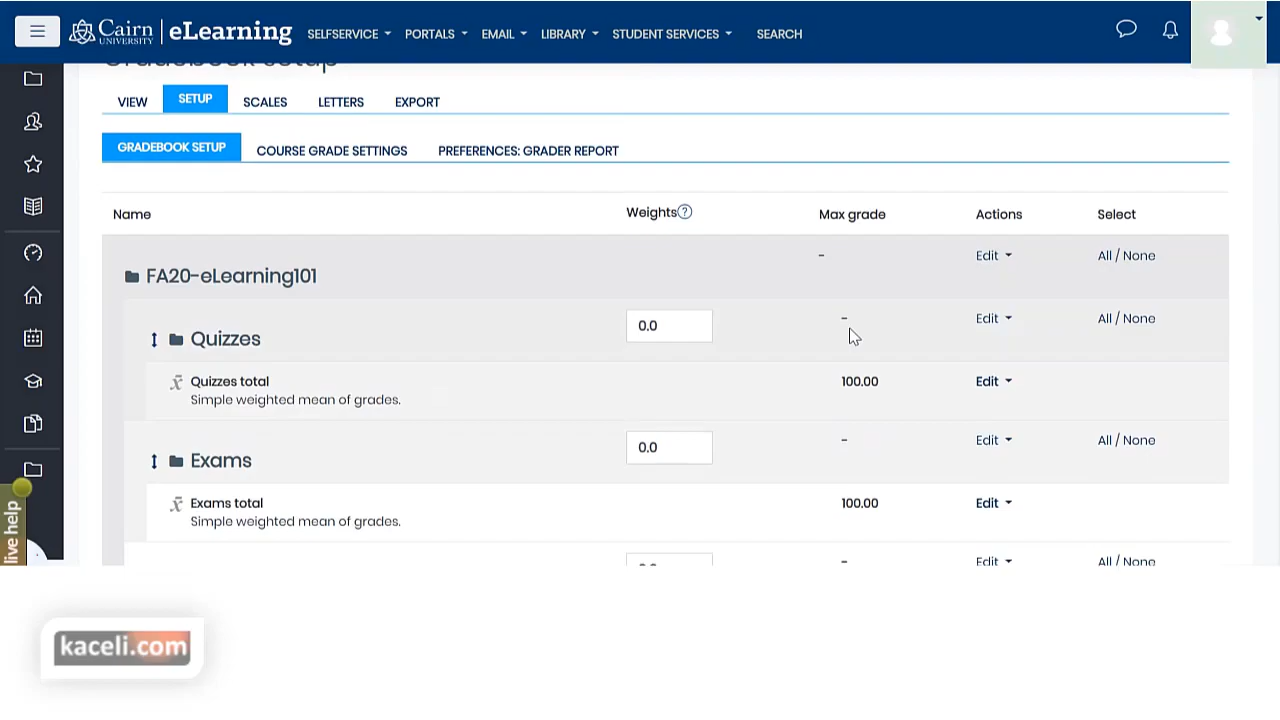 Cairn UNIVERSITY | eLearning SELFSERVICE PORTALS EMAIL LIBRARY STUDENT SERVICES SEARCH
Gradebook setup
VIEW SETUP SCALES LETTERS EXPORT
GRADEBOOK SETUP COURSE GRADE SETTINGS PREFERENCES: GRADER REPORT
Name Weights ? Max grade Actions Select
FA20-eLearning101 - Edit All / None
Quizzes 0.0 - Edit All / None
Quizzes total 100.00 Edit
Simple weighted mean of grades.
Exams 0.0 - Edit All / None
Exams total 100.00 Edit
Simple weighted mean of grades.
- Edit All / None
live help
kaceli.com